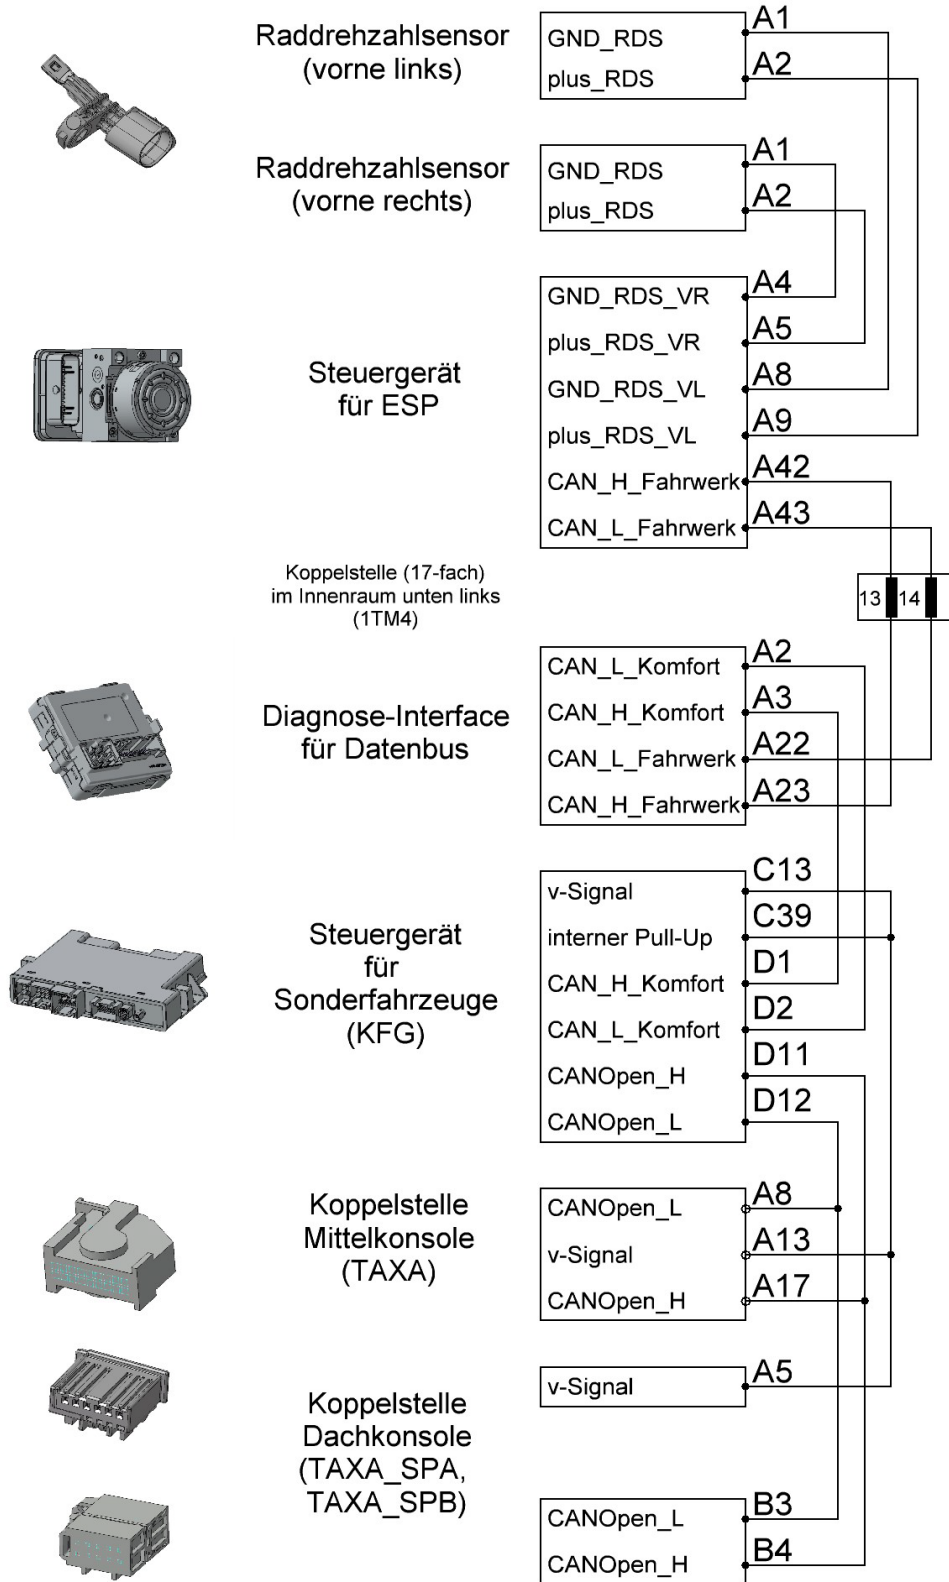 Raddrehzahlsensor
(vorne links)
GND_RDS
A1
plus_RDS
A2
Raddrehzahlsensor
(vorne rechts)
GND_RDS
A1
plus_RDS
A2
Steuergerät
für ESP
GND_RDS_VR
A4
plus_RDS_VR
A5
GND_RDS_VL
A8
plus_RDS_VL
A9
CAN_H_Fahrwerk
A42
CAN_L_Fahrwerk
A43
Koppelstelle (17-fach)
im Innenraum unten links
(1TM4)
13
14
Diagnose-Interface
für Datenbus
CAN_L_Komfort
A2
CAN_H_Komfort
A3
CAN_L_Fahrwerk
A22
CAN_H_Fahrwerk
A23
Steuergerät
für
Sonderfahrzeuge
(KFG)
v-Signal
C13
interner Pull-Up
C39
CAN_H_Komfort
D1
CAN_L_Komfort
D2
CANOpen_H
D11
CANOpen_L
D12
Koppelstelle
Mittelkonsole
(TAXA)
CANOpen_L
A8
v-Signal
A13
CANOpen_H
A17
Koppelstelle
Dachkonsole
(TAXA_SPA,
TAXA_SPB)
v-Signal
A5
CANOpen_L
B3
CANOpen_H
B4